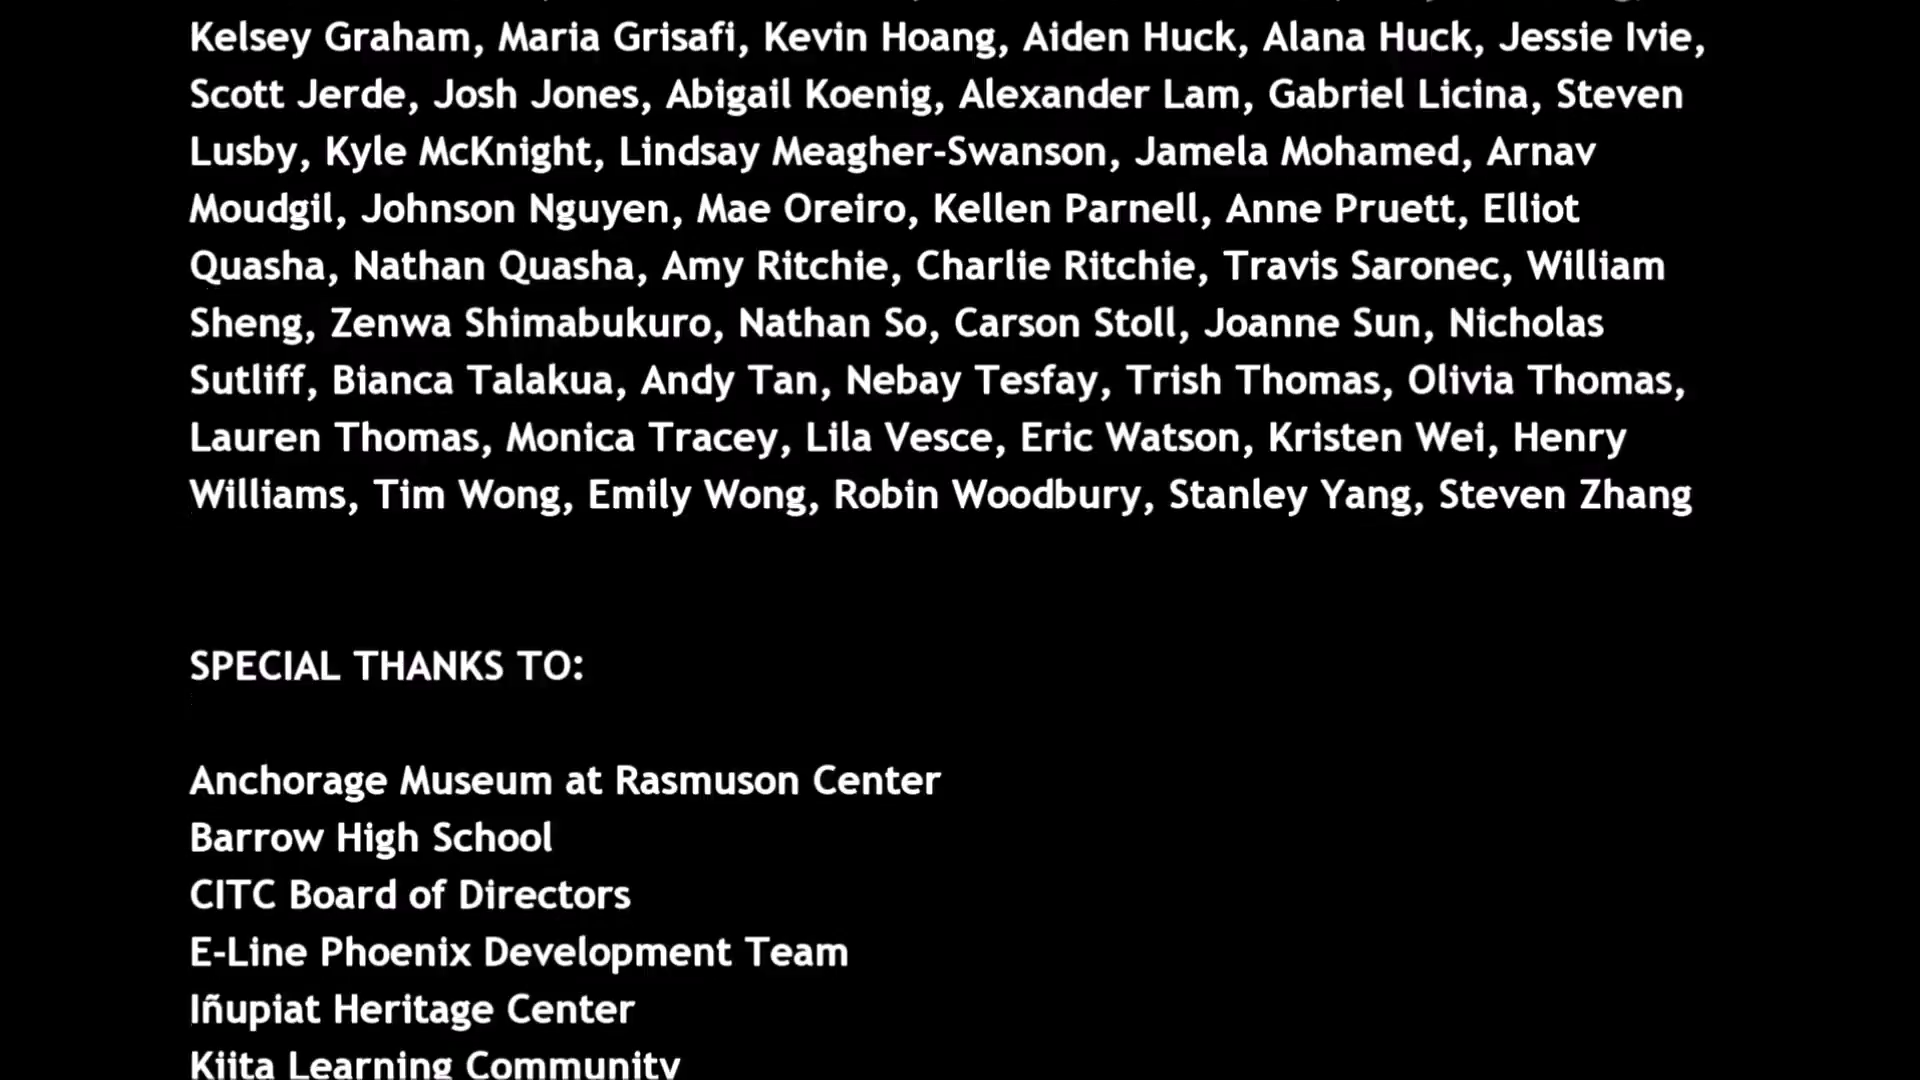 Kelsey Graham, Maria Grisafi, Kevin Hoang, Aiden Huck, Alana Huck, Jessie Ivie,
Scott Jerde, Josh Jones, Abigail Koenig, Alexander Lam, Gabriel Licina, Steven
Lusby, Kyle McKnight, Lindsay Meagher-Swanson, Jamela Mohamed, Arnav
Moudgil, Johnson Nguyen, Mae Oreiro, Kellen Parnell, Anne Pruett, Elliot
Quasha, Nathan Quasha, Amy Ritchie, Charlie Ritchie, Travis Saronec, William
Sheng, Zenwa Shimabukuro, Nathan So, Carson Stoll, Joanne Sun, Nicholas
Sutliff, Bianca Talakua, Andy Tan, Nebay Tesfay, Trish Thomas, Olivia Thomas,
Lauren Thomas, Monica Tracey, Lila Vesce, Eric Watson, Kristen Wei, Henry
Williams, Tim Wong, Emily Wong, Robin Woodbury, Stanley Yang, Steven Zhang
SPECIAL THANKS TO:
Anchorage Museum at Rasmuson Center
Barrow High School
CITC Board of Directors
E-Line Phoenix Development Team
Iñupiat Heritage Center
Kiita Learning Community